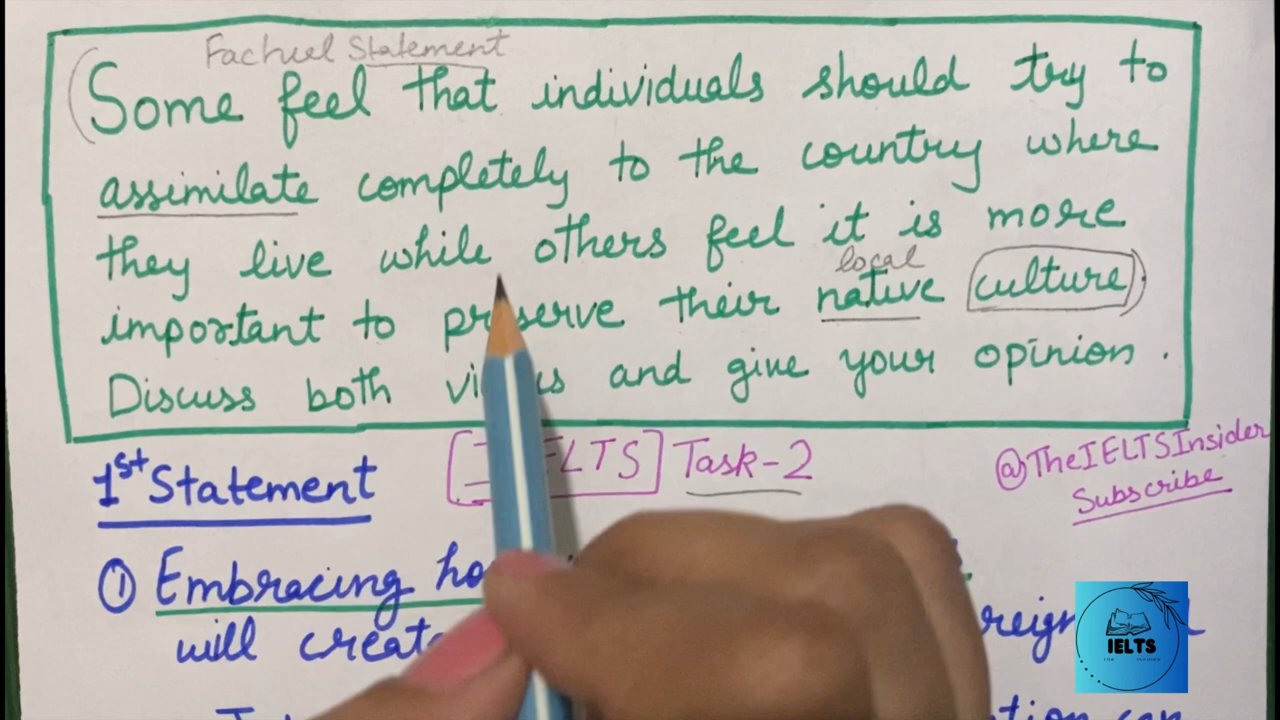 Factual Statement
Some feel that individuals should try to
assimilate completely to the country where
they live while others feel it is more
local
important to preserve their native culture.
Discuss both views and give your opinion.
1st Statement
[IELTS] Task-2
@TheIELTSInsider
Subscribe
① Embracing
will
IELTS